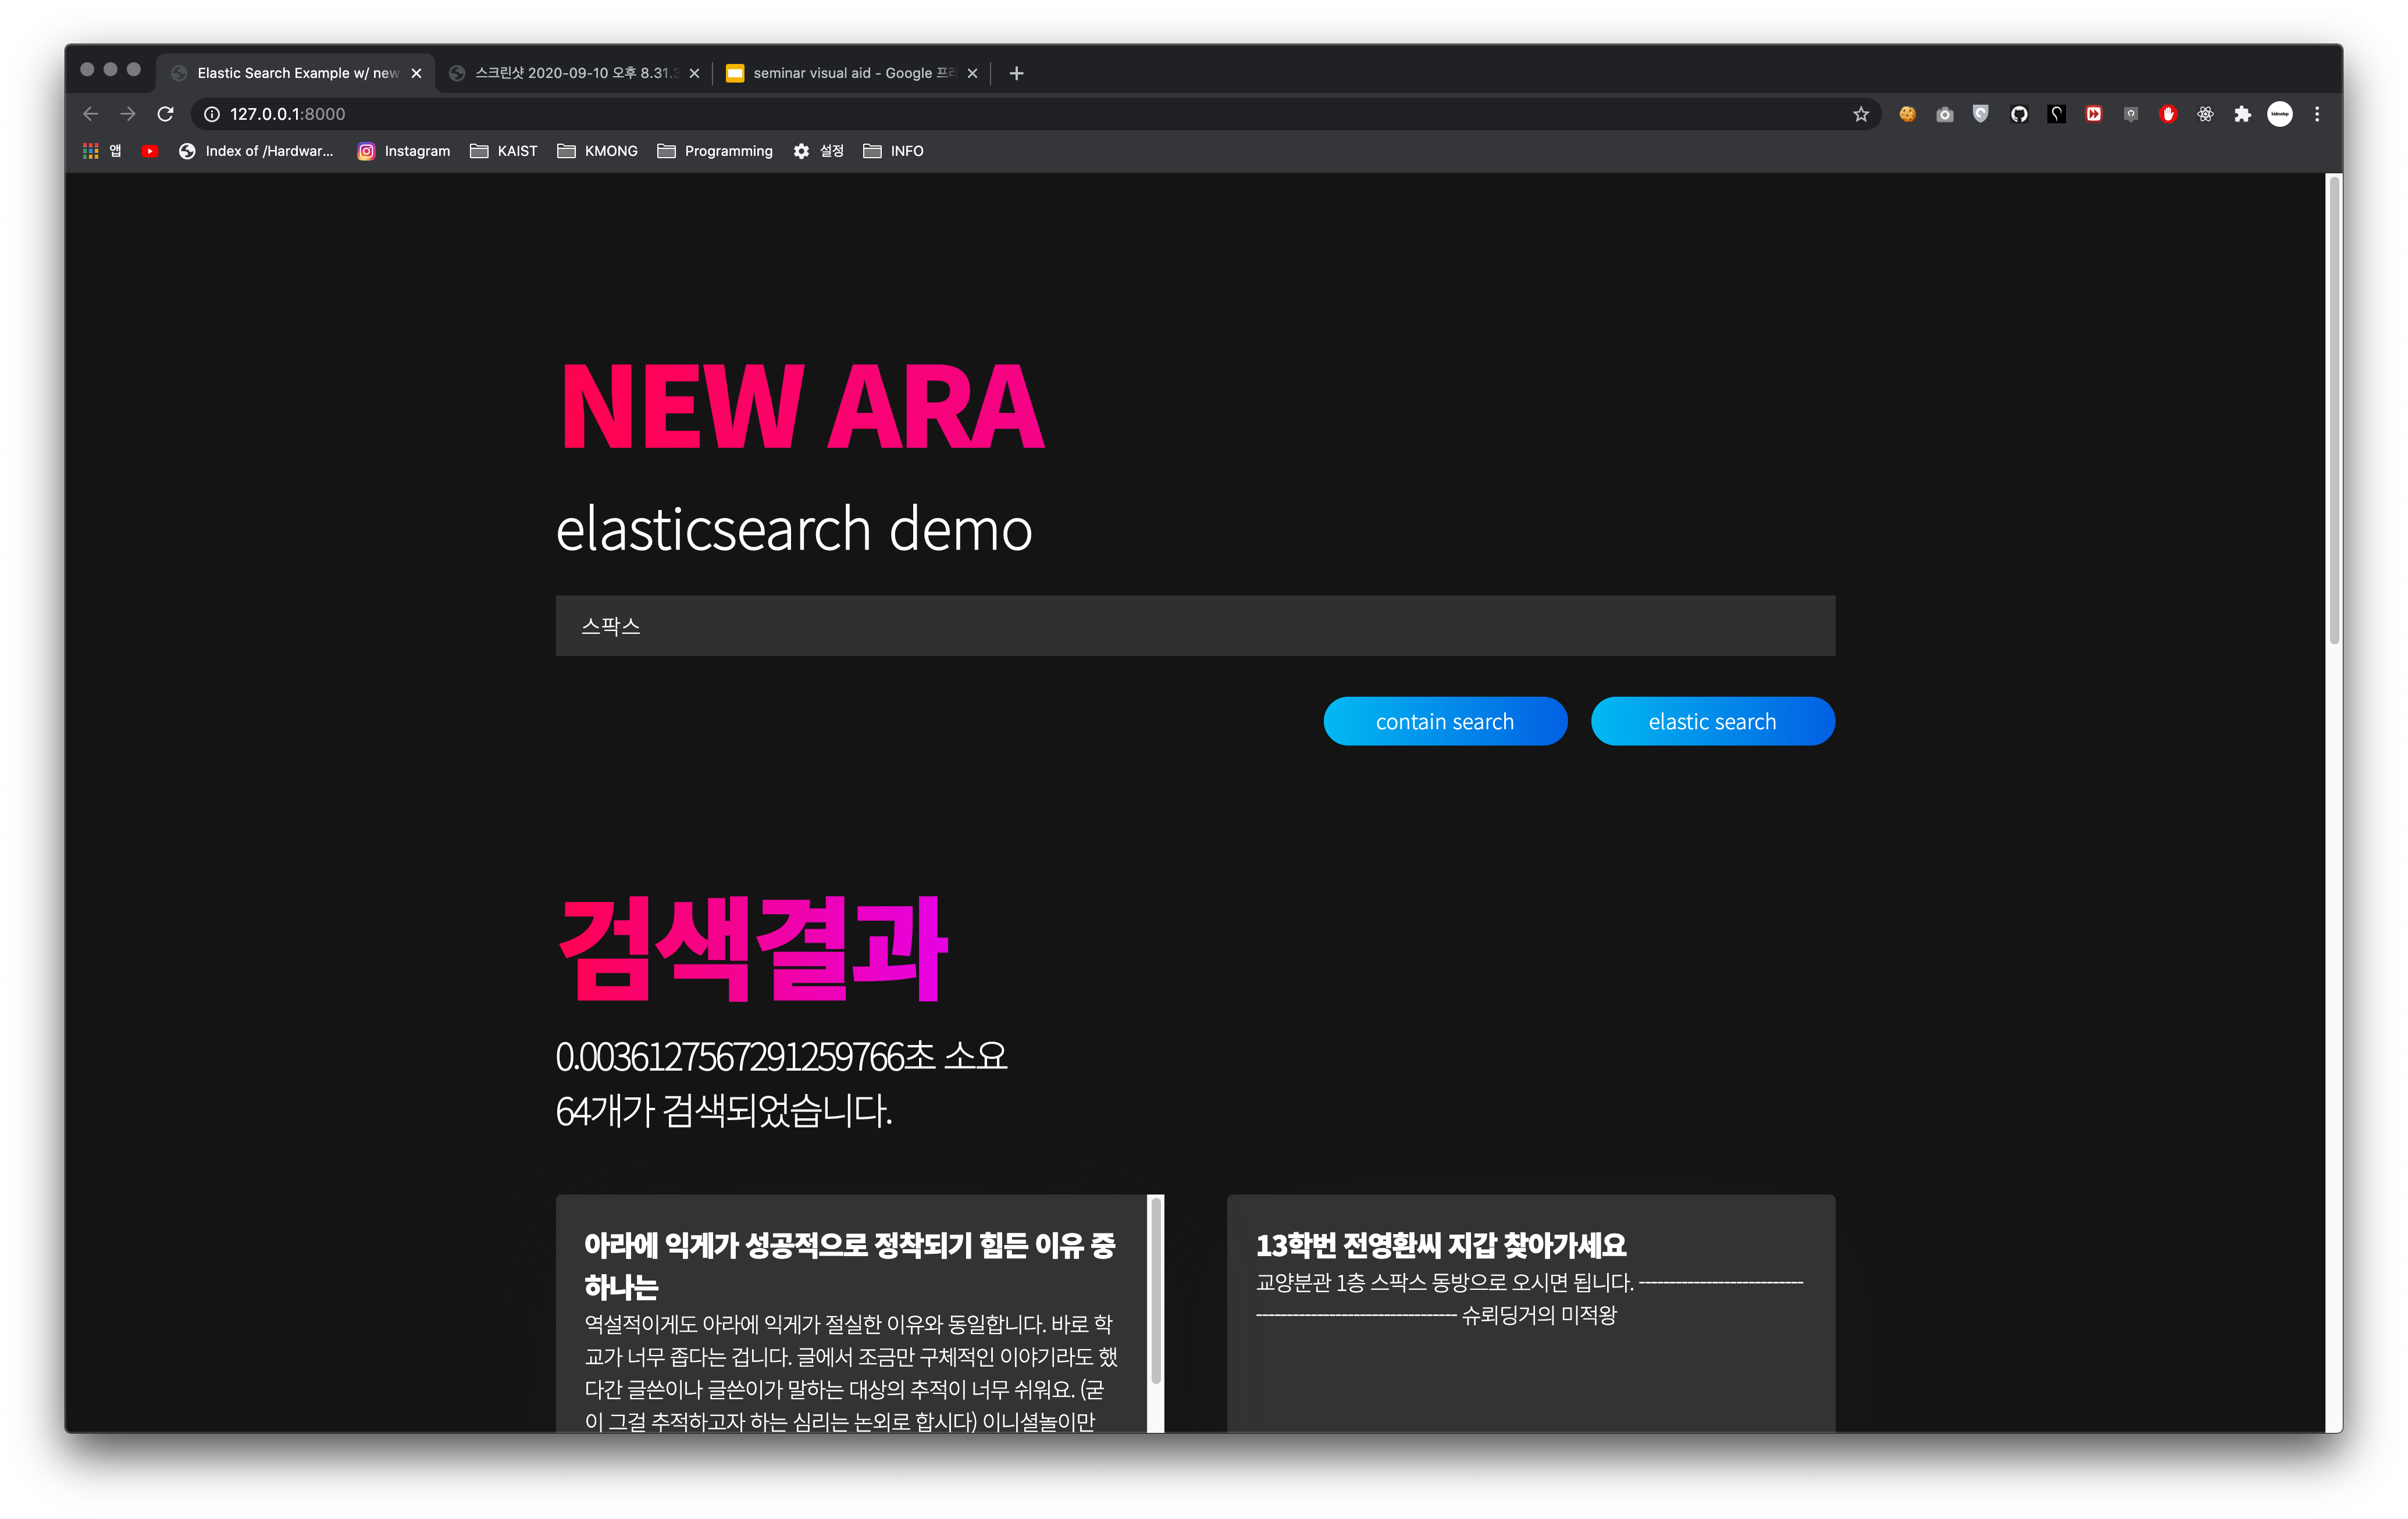 Elastic Search Example w/ new
스크린샷 2020-09-10 오후 8.31.3
seminar visual aid - Google 프레
127.0.0.1:8000
앱
Index of /Hardwar...
Instagram
KAIST
KMONG
Programming
설정
INFO
NEW ARA
elasticsearch demo
스팍스
contain search
elastic search
검색결과
0.0036127567291259766초 소요
64개가 검색되었습니다.
아라에 익게가 성공적으로 정착되기 힘든 이유 중
하나는
역설적이게도 아라에 익게가 절실한 이유와 동일합니다. 바로 학
교가 너무 좁다는 겁니다. 글에서 조금만 구체적인 이야기라도 했
다간 글쓴이나 글쓴이가 말하는 대상의 추적이 너무 쉬워요. (굳
이 그걸 추적하고자 하는 심리는 논외로 합시다) 이니셜놀이만
13학번 전영환씨 지갑 찾아가세요
교양분관 1층 스팍스 동방으로 오시면 됩니다. ---------------------------
--------------------------------- 슈뢰딩거의 미적왕